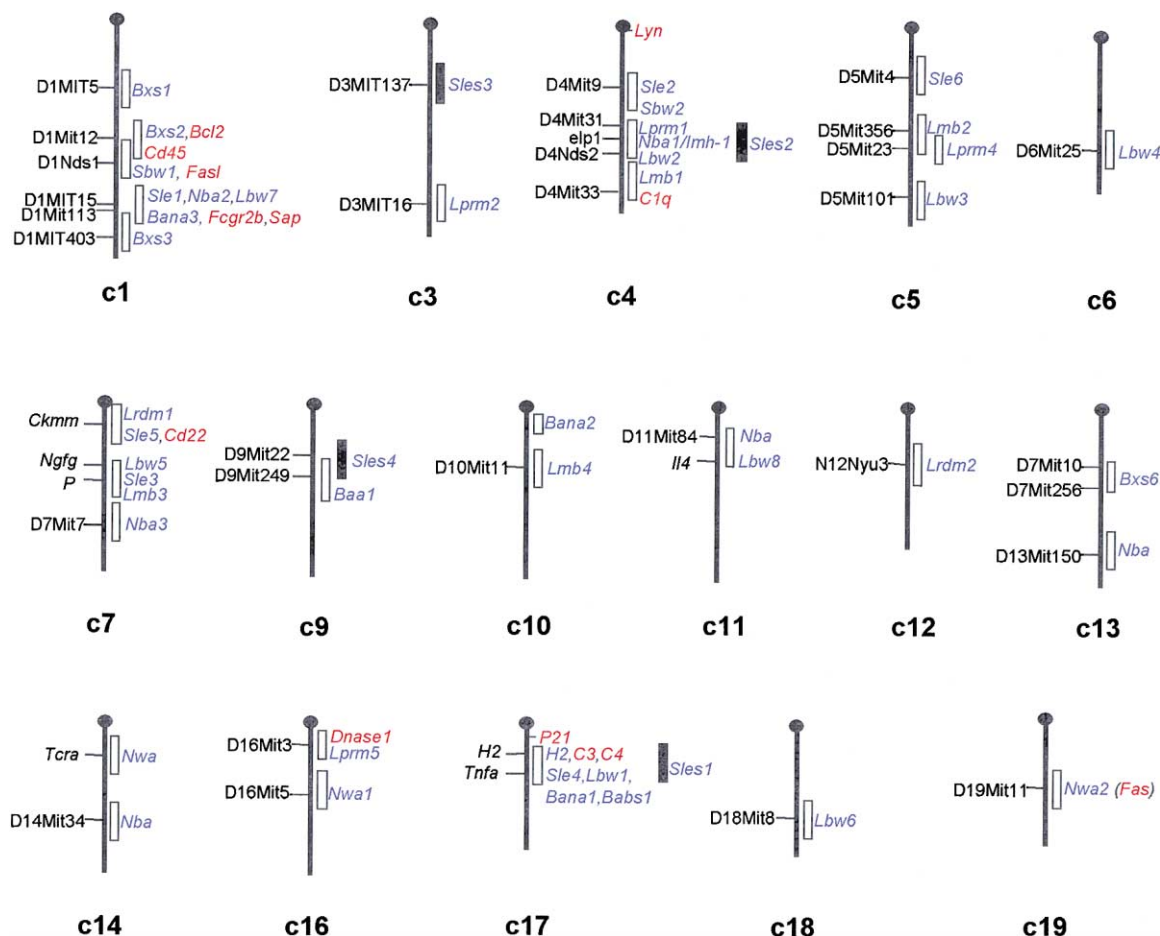 D1MIT5
Bxs1
D1Mit12
Bxs2,Bcl2
Cd45
D1Nds1
Sbw1, Fasl
D1MIT15
Sle1,Nba2,Lbw7
D1Mit113
Bana3, Fcgr2b,Sap
D1MIT403
Bxs3
c1
D3MIT137
Sles3
D3MIT16
Lprm2
c3
Lyn
D4Mit9
Sle2
Sbw2
D4Mit31
Lprm1
elp1
Nba1/Imh-1
Sles2
D4Nds2
Lbw2
Lmb1
D4Mit33
C1q
c4
D5Mit4
Sle6
D5Mit356
Lmb2
D5Mit23
Lprm4
D5Mit101
Lbw3
c5
D6Mit25
Lbw4
c6
Ckmm
Lrdm1
Sle5,Cd22
Ngfg
Lbw5
P
Sle3
Lmb3
D7Mit7
Nba3
c7
D9Mit22
Sles4
D9Mit249
Baa1
c9
Bana2
D10Mit11
Lmb4
c10
D11Mit84
Nba
Il4
Lbw8
c11
N12Nyu3
Lrdm2
c12
D7Mit10
Bxs6
D7Mit256
D13Mit150
Nba
c13
Tcra
Nwa
D14Mit34
Nba
c14
Dnase1
D16Mit3
Lprm5
D16Mit5
Nwa1
c16
P21
H2
H2,C3,C4
Tnfa
Sle4,Lbw1,
Bana1,Babs1
Sles1
c17
D18Mit8
Lbw6
c18
D19Mit11
Nwa2 (Fas)
c19